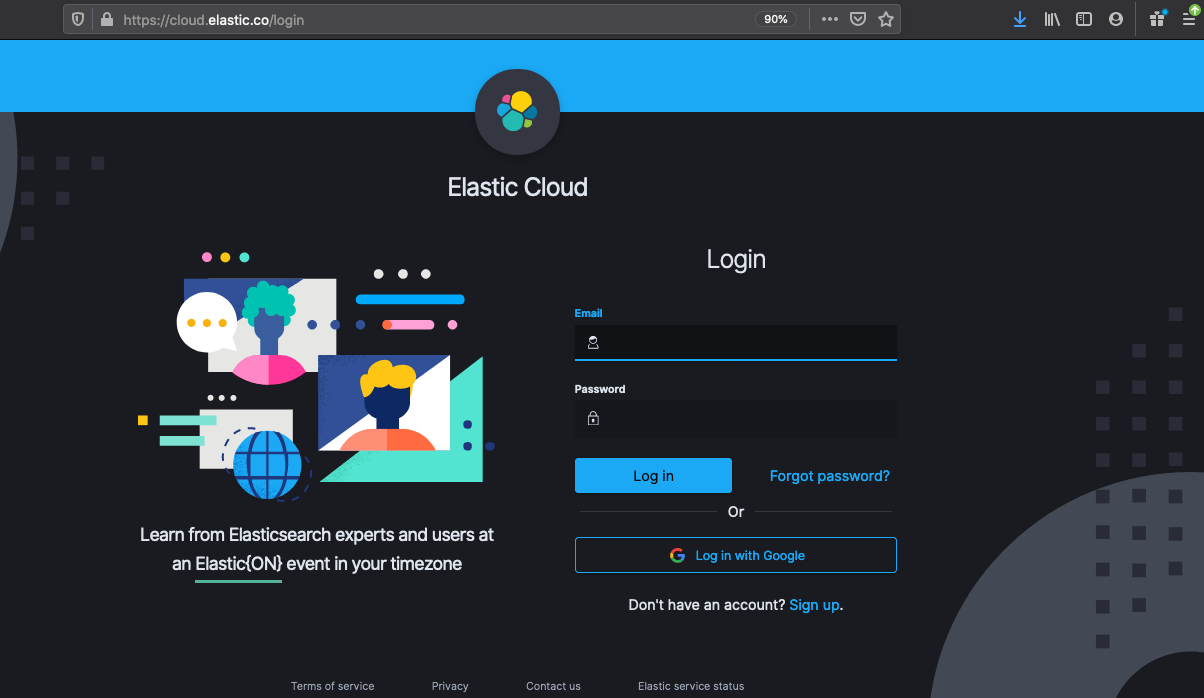 https://cloud.elastic.co/login
90%
Elastic Cloud
Login
Email
Password
Log in
Forgot password?
Or
Log in with Google
Don't have an account? Sign up.
Learn from Elasticsearch experts and users at
an Elastic{ON} event in your timezone
Terms of service
Privacy
Contact us
Elastic service status